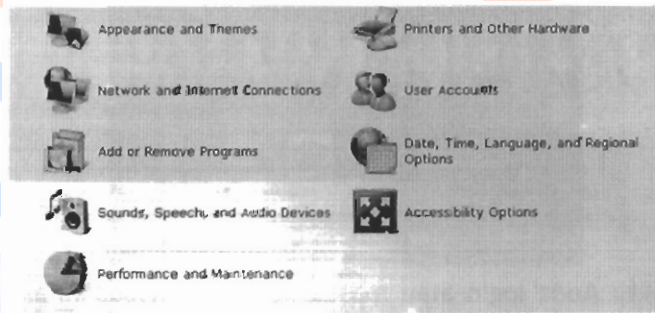 Appearance and Themes
Printers and Other Hardware
Network and Internet Connections
User Accounts
Add or Remove Programs
Date, Time, Language, and Regional
Options
Sounds, Speech, and Audio Devices
Accessibility Options
Performance and Maintenance